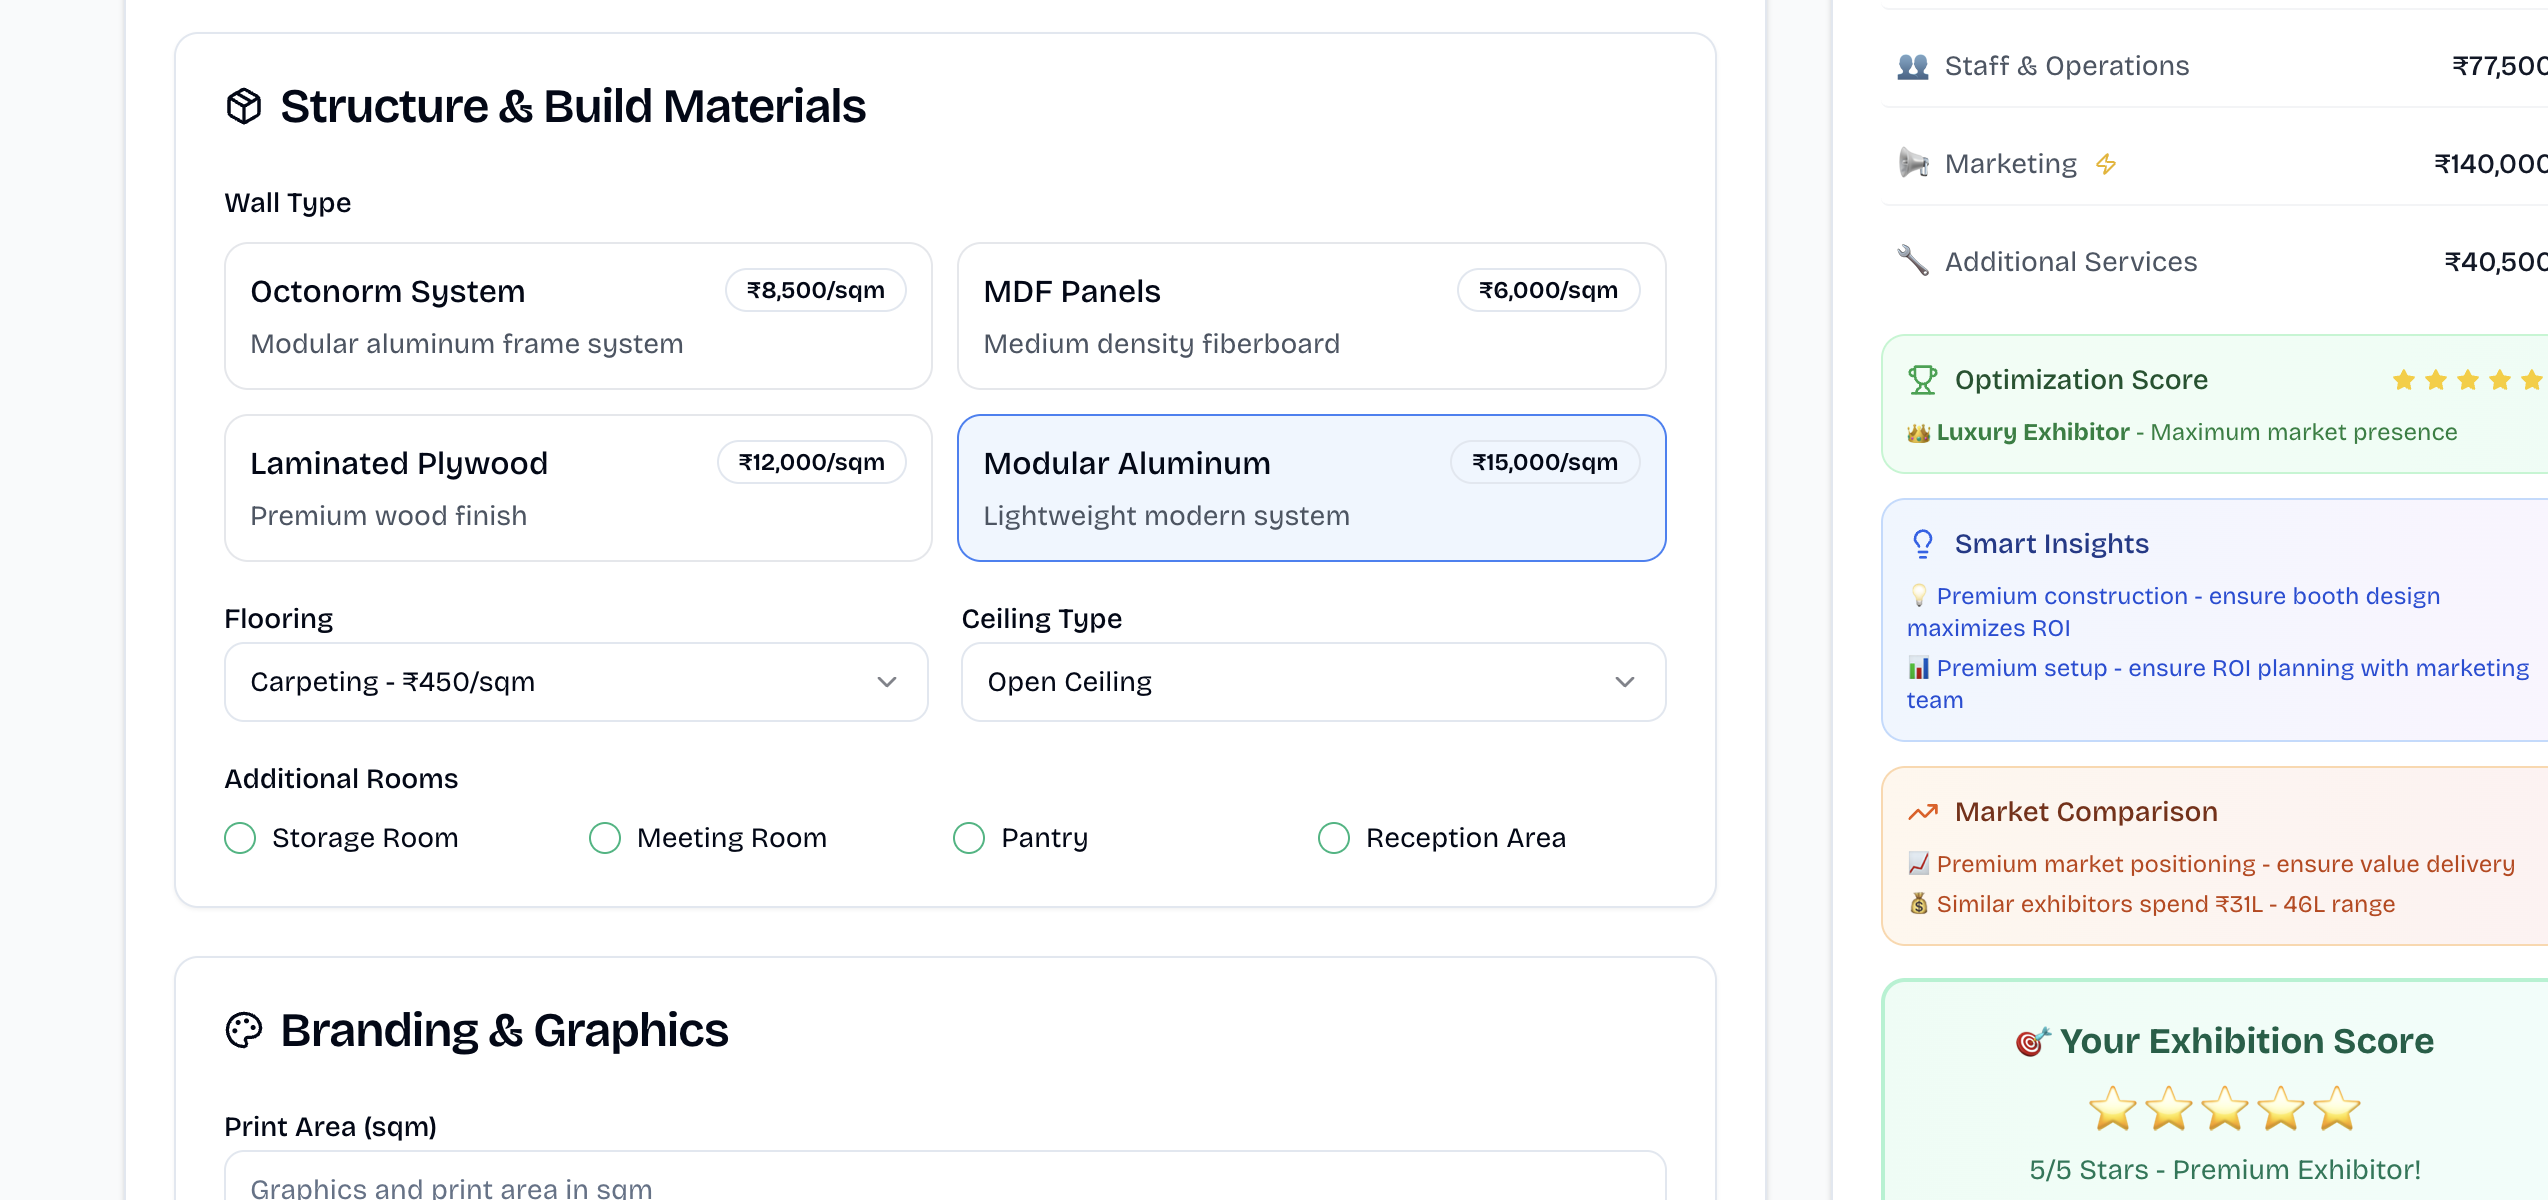 Structure & Build Materials
Wall Type
Octonorm System
₹8,500/sqm
Modular aluminum frame system
MDF Panels
₹6,000/sqm
Medium density fiberboard
Laminated Plywood
₹12,000/sqm
Premium wood finish
Modular Aluminum
₹15,000/sqm
Lightweight modern system
Flooring
Carpeting - ₹450/sqm
Ceiling Type
Open Ceiling
Additional Rooms
Storage Room
Meeting Room
Pantry
Reception Area
Branding & Graphics
Print Area (sqm)
Graphics and print area in sqm
Staff & Operations
₹77,500
Marketing
₹140,000
Additional Services
₹40,500
Optimization Score
Luxury Exhibitor - Maximum market presence
Smart Insights
Premium construction - ensure booth design
maximizes ROI
Premium setup - ensure ROI planning with marketing
team
Market Comparison
Premium market positioning - ensure value delivery
Similar exhibitors spend ₹31L - 46L range
Your Exhibition Score
5/5 Stars - Premium Exhibitor!